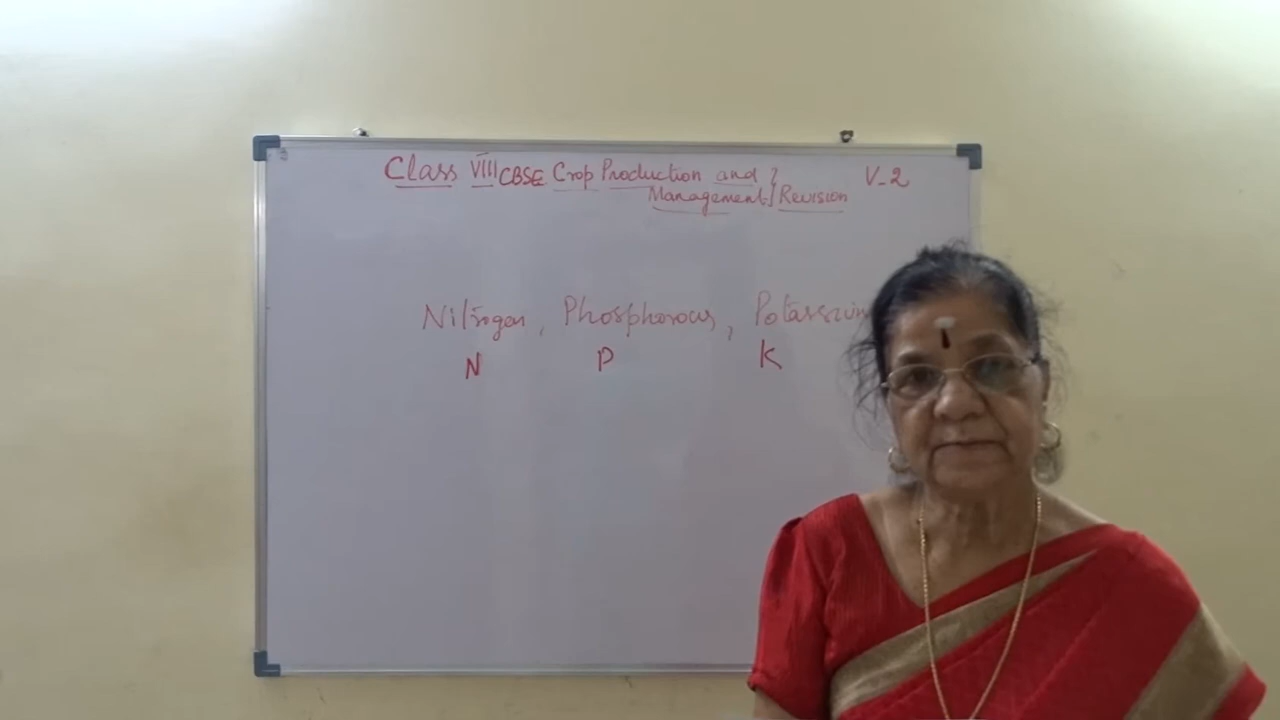 Class VIII CBSE Crop Production and }
Management } Revision V-2
Nitrogen, Phosphorous, Potassium
N P K